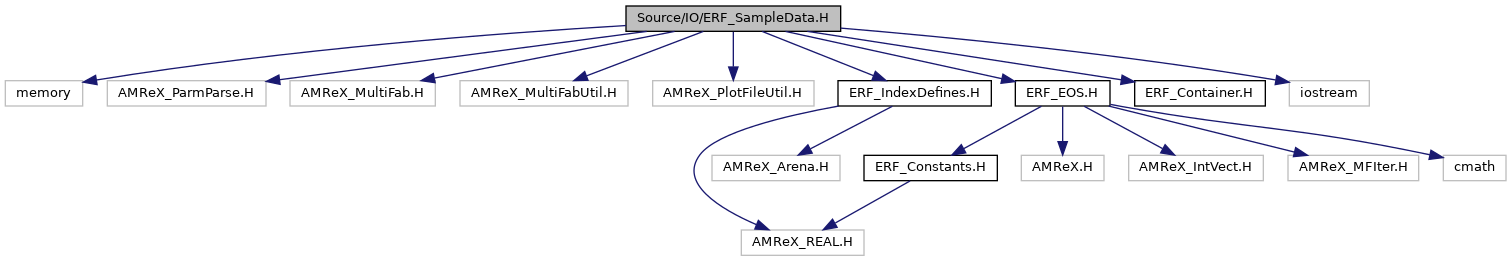 Source/IO/ERF_SampleData.H
memory
AMReX_ParmParse.H
AMReX_MultiFab.H
AMReX_MultiFabUtil.H
AMReX_PlotFileUtil.H
ERF_IndexDefines.H
ERF_EOS.H
ERF_Container.H
iostream
AMReX_Arena.H
ERF_Constants.H
AMReX.H
AMReX_IntVect.H
AMReX_MFIter.H
cmath
AMReX_REAL.H